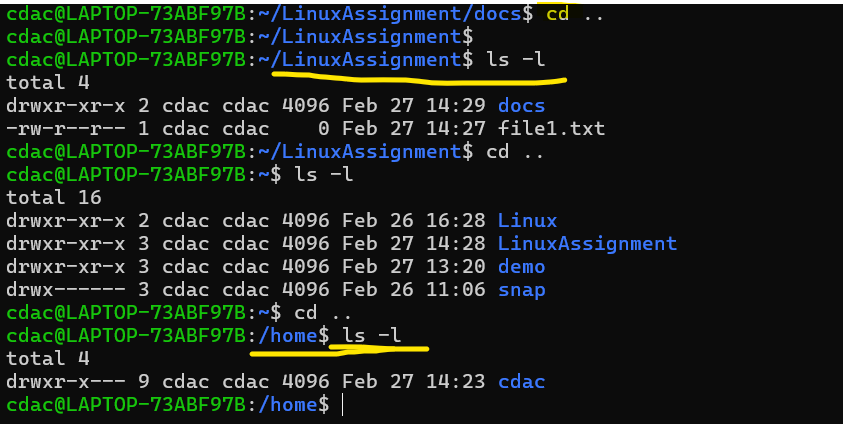 cdac@LAPTOP-73ABF97B:~/LinuxAssignment/docs$ cd ..
cdac@LAPTOP-73ABF97B:~/LinuxAssignment$
cdac@LAPTOP-73ABF97B:~/LinuxAssignment$ ls -l
total 4
drwxr-xr-x 2 cdac cdac 4096 Feb 27 14:29 docs
-rw-r--r-- 1 cdac cdac    0 Feb 27 14:27 file1.txt
cdac@LAPTOP-73ABF97B:~/LinuxAssignment$ cd ..
cdac@LAPTOP-73ABF97B:~$ ls -l
total 16
drwxr-xr-x 2 cdac cdac 4096 Feb 26 16:28 Linux
drwxr-xr-x 3 cdac cdac 4096 Feb 27 14:28 LinuxAssignment
drwxr-xr-x 3 cdac cdac 4096 Feb 27 13:20 demo
drwx------ 3 cdac cdac 4096 Feb 26 11:06 snap
cdac@LAPTOP-73ABF97B:~$ cd ..
cdac@LAPTOP-73ABF97B:/home$ ls -l
total 4
drwxr-x--- 9 cdac cdac 4096 Feb 27 14:23 cdac
cdac@LAPTOP-73ABF97B:/home$